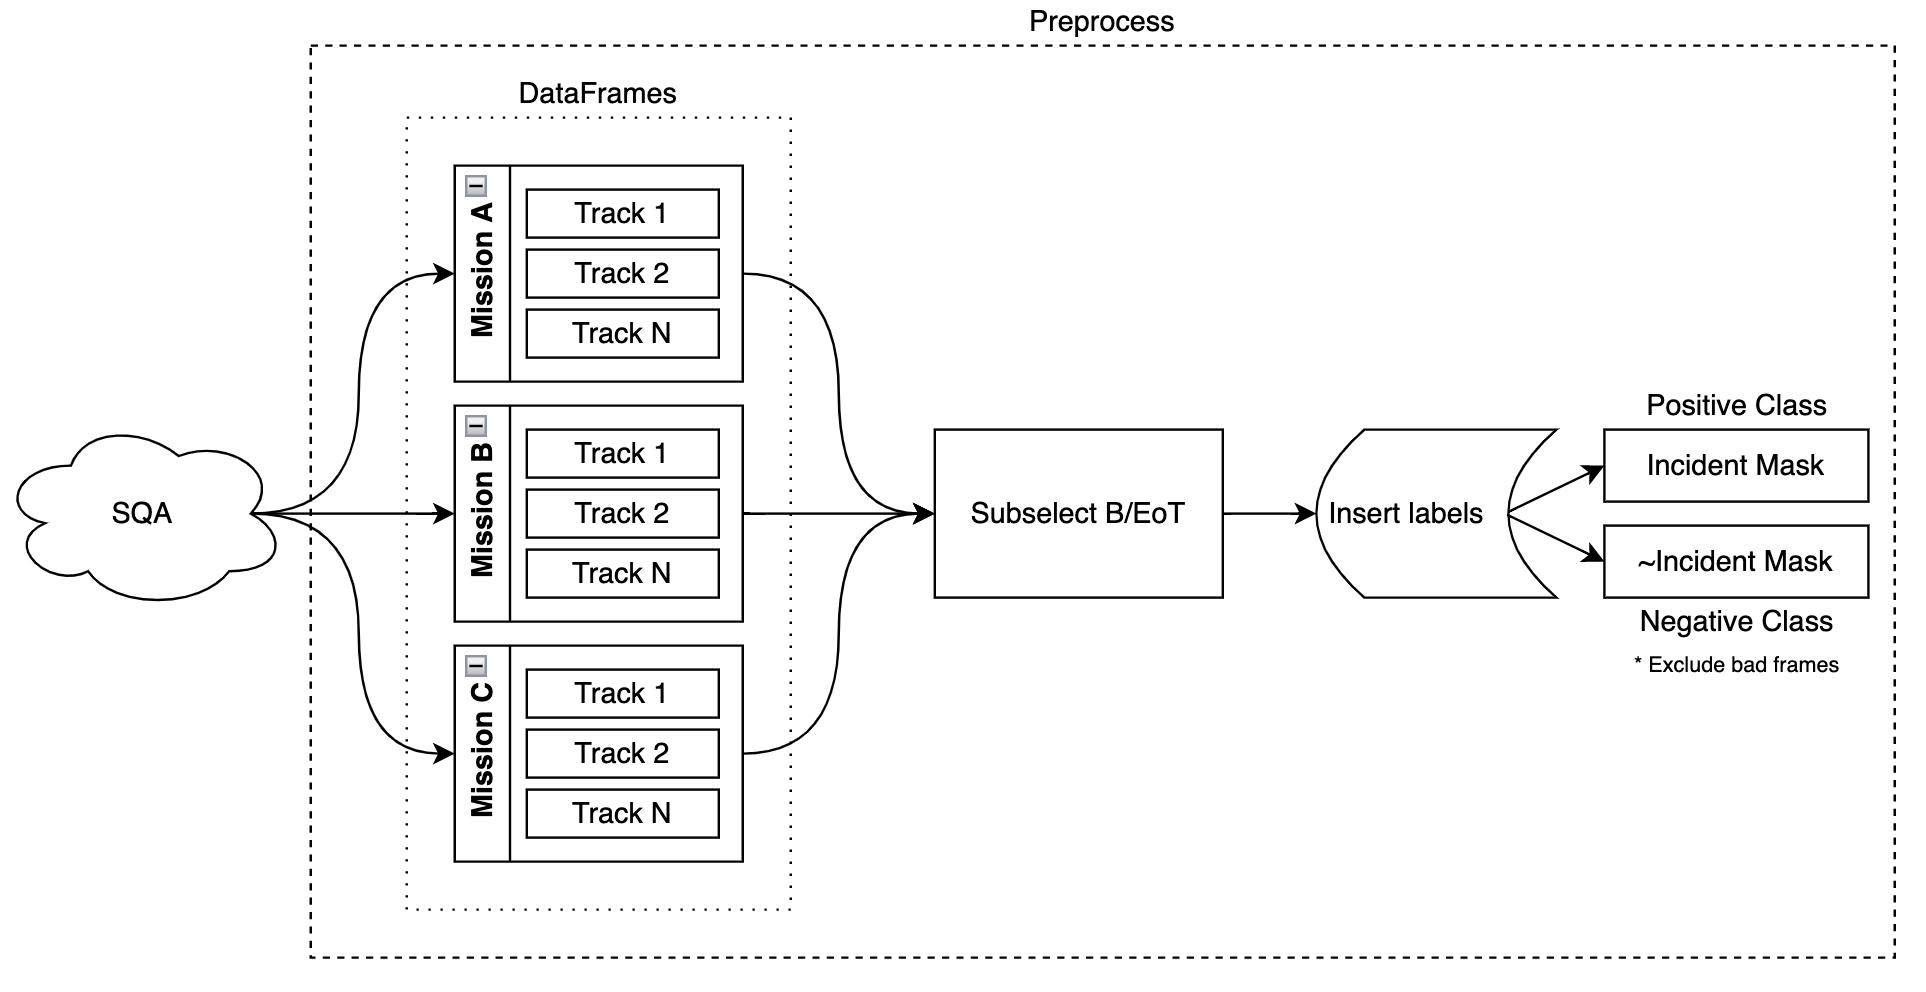 Preprocess
DataFrames
SQA
Mission A
Track 1
Track 2
Track N
Mission B
Track 1
Track 2
Track N
Mission C
Track 1
Track 2
Track N
Subselect B/EoT
Insert labels
Positive Class
Incident Mask
~Incident Mask
Negative Class
* Exclude bad frames